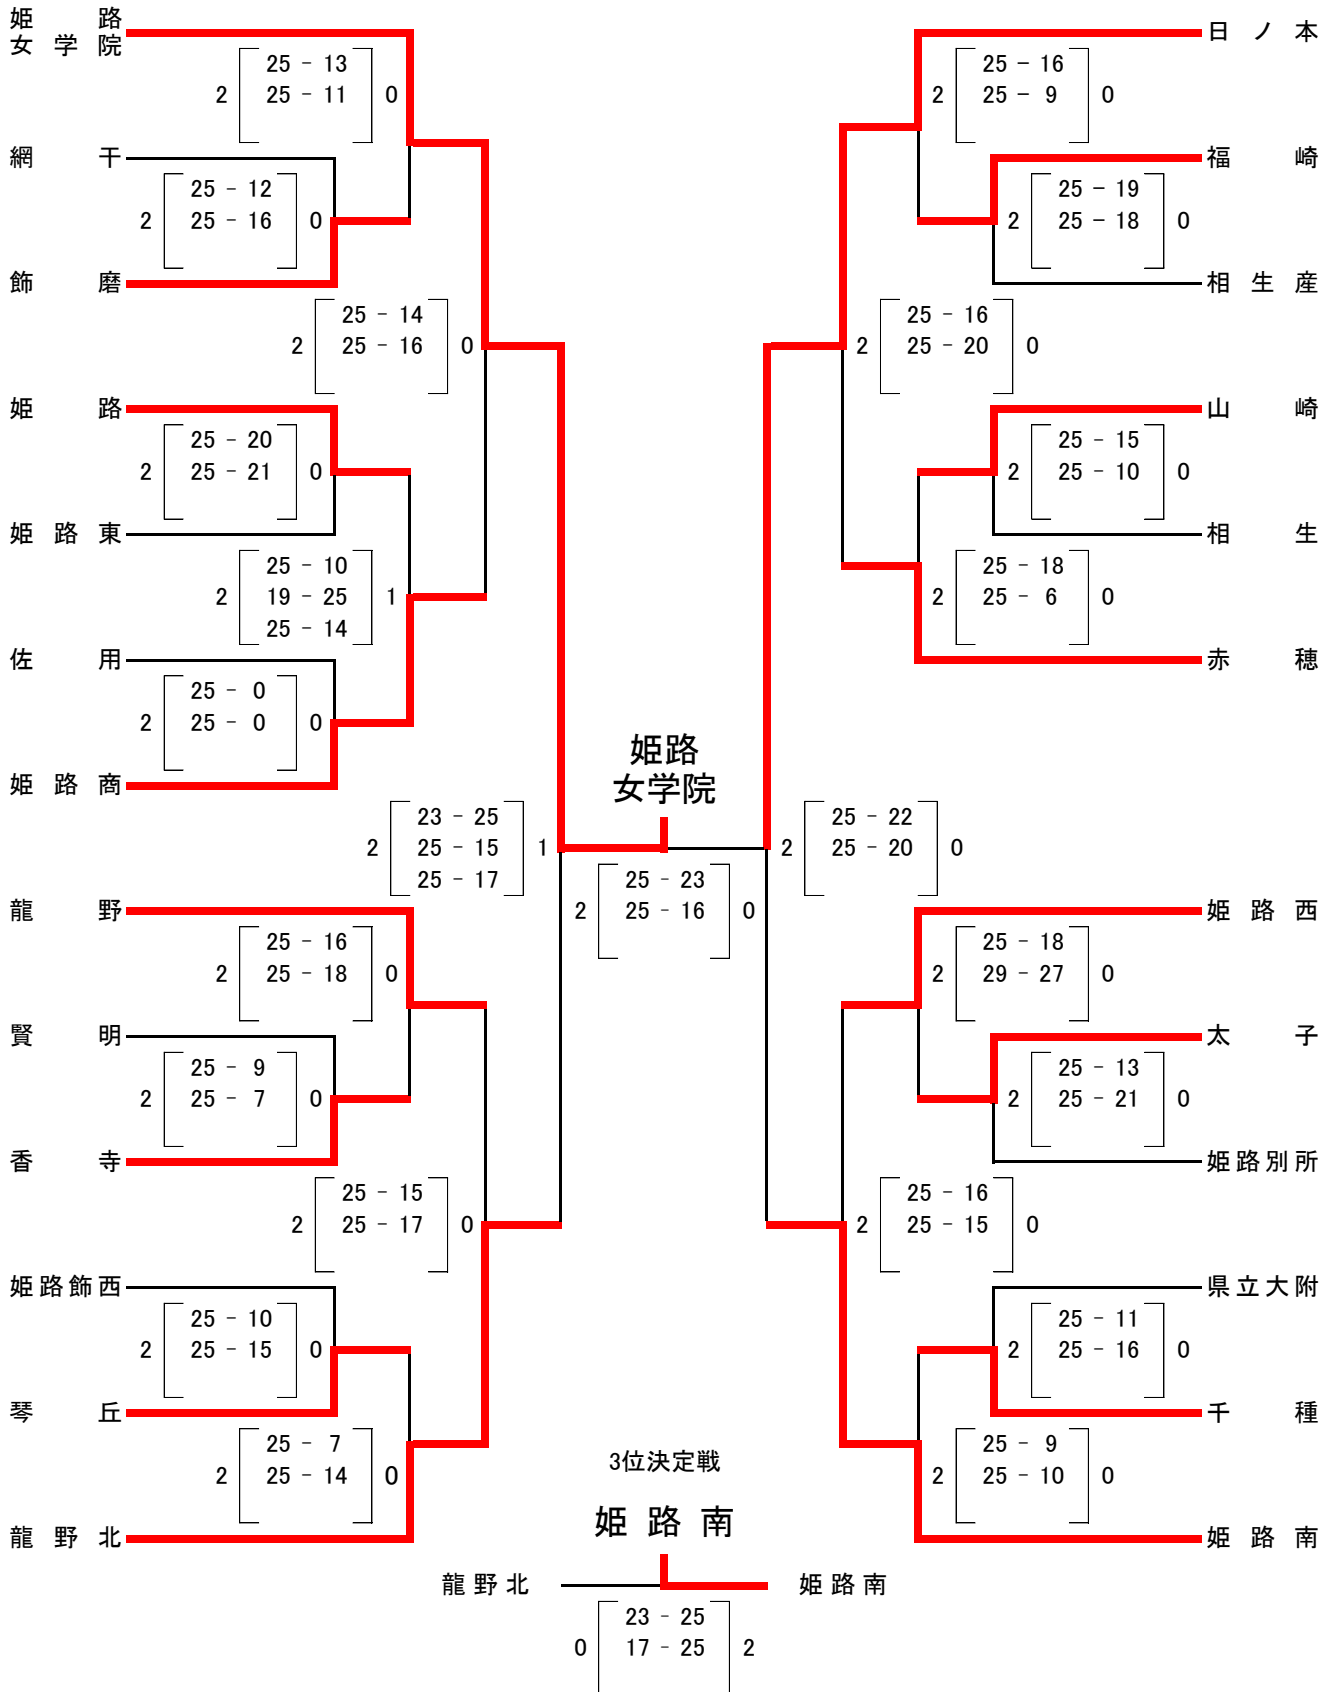 姫路
女学院
25 - 13
2 25 - 11 0
網干
25 - 12
2 25 - 16 0
飾磨
25 - 14
2 25 - 16 0
姫路
25 - 20
2 25 - 21 0
姫路東
25 - 10
2 19 - 25 1
25 - 14
佐用
25 - 0
2 25 - 0 0
姫路商
23 - 25
2 25 - 15 1
25 - 17
龍野
25 - 16
2 25 - 18 0
賢明
25 - 9
2 25 - 7 0
香寺
25 - 15
2 25 - 17 0
姫路飾西
25 - 10
2 25 - 15 0
琴丘
25 - 7
2 25 - 14 0
龍野北
姫路
女学院
25 - 23
2 25 - 16 0
日ノ本
25 - 16
2 25 - 9 0
福崎
25 - 19
2 25 - 18 0
相生産
25 - 16
2 25 - 20 0
山崎
25 - 15
2 25 - 10 0
相生
25 - 18
2 25 - 6 0
赤穂
25 - 22
2 25 - 20 0
姫路西
25 - 18
2 29 - 27 0
太子
25 - 13
2 25 - 21 0
姫路別所
25 - 16
2 25 - 15 0
県立大附
25 - 11
2 25 - 16 0
千種
25 - 9
2 25 - 10 0
姫路南
3位決定戦
姫路南
龍野北 姫路南
23 - 25
0 17 - 25 2